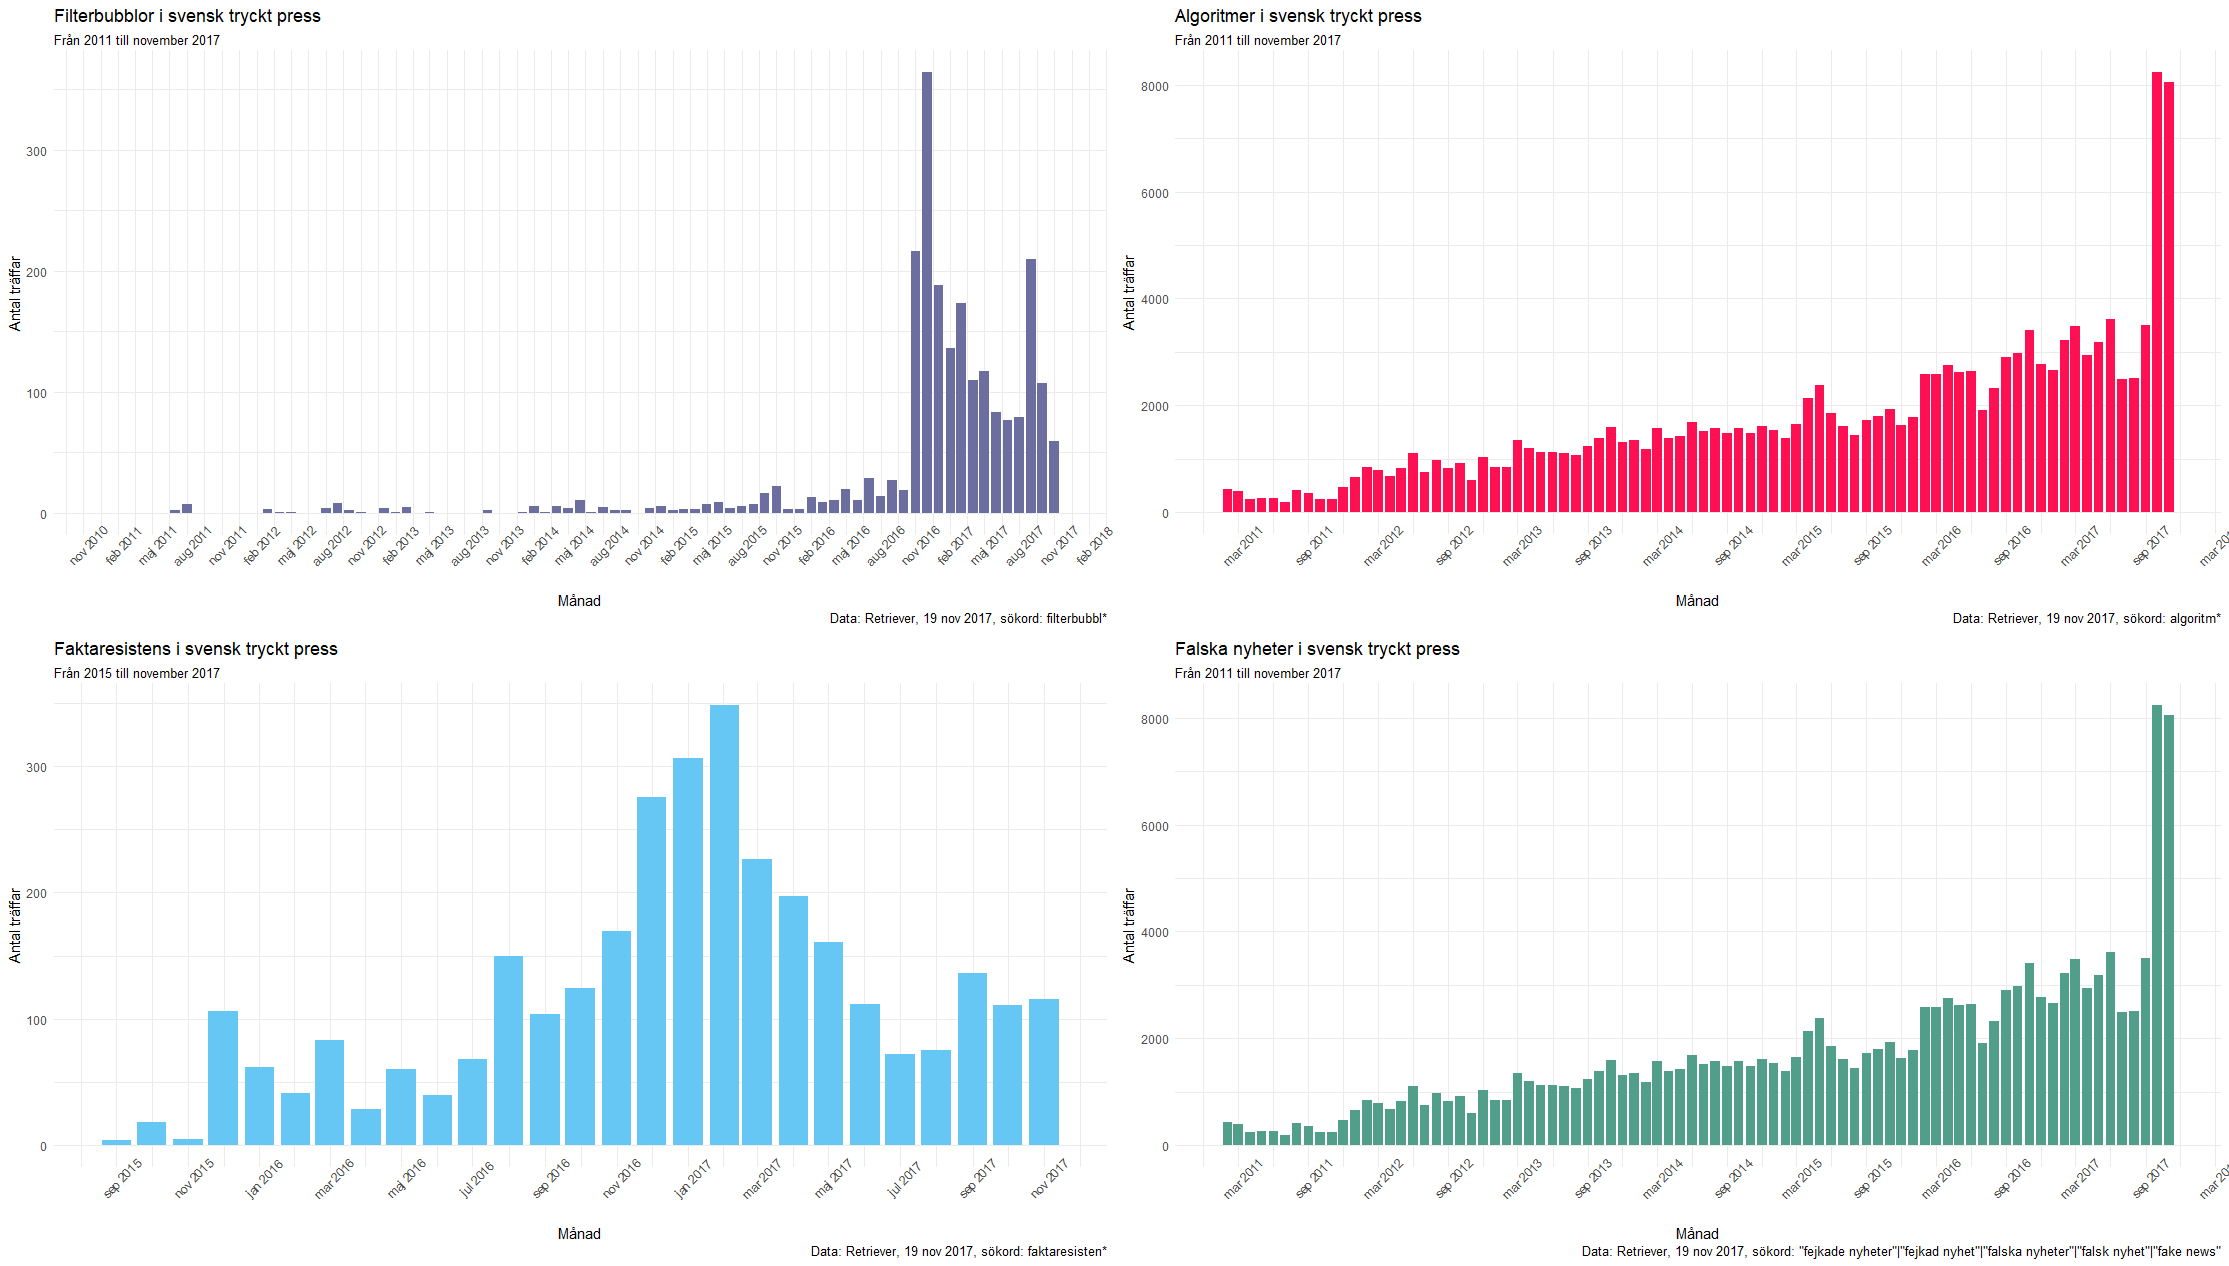 Filterbubblor i svensk tryckt press
Från 2011 till november 2017
Antal träffar
300
200
100
0
nov 2010 feb 2011 maj 2011 aug 2011 nov 2011 feb 2012 maj 2012 aug 2012 nov 2012 feb 2013 maj 2013 aug 2013 nov 2013 feb 2014 maj 2014 aug 2014 nov 2014 feb 2015 maj 2015 aug 2015 nov 2015 feb 2016 maj 2016 aug 2016 nov 2016 feb 2017 maj 2017 aug 2017 nov 2017 feb 2018
Månad
Data: Retriever, 19 nov 2017, sökord: filterbubbl*
Algoritmer i svensk tryckt press
Från 2011 till november 2017
Antal träffar
8000
6000
4000
2000
0
mar 2011 sep 2011 mar 2012 sep 2012 mar 2013 sep 2013 mar 2014 sep 2014 mar 2015 sep 2015 mar 2016 sep 2016 mar 2017 sep 2017 mar
Månad
Data: Retriever, 19 nov 2017, sökord: algoritm*
Faktaresistens i svensk tryckt press
Från 2015 till november 2017
Antal träffar
300
200
100
0
sep 2015 nov 2015 jan 2016 mar 2016 maj 2016 jul 2016 sep 2016 nov 2016 jan 2017 mar 2017 maj 2017 jul 2017 sep 2017 nov 2017
Månad
Data: Retriever, 19 nov 2017, sökord: faktaresisten*
Falska nyheter i svensk tryckt press
Från 2011 till november 2017
Antal träffar
8000
6000
4000
2000
0
mar 2011 sep 2011 mar 2012 sep 2012 mar 2013 sep 2013 mar 2014 sep 2014 mar 2015 sep 2015 mar 2016 sep 2016 mar 2017 sep 2017 mar
Månad
Data: Retriever, 19 nov 2017, sökord: "fejkade nyheter"|"fejkad nyhet"|"falska nyheter"|"falsk nyhet"|"fake news"